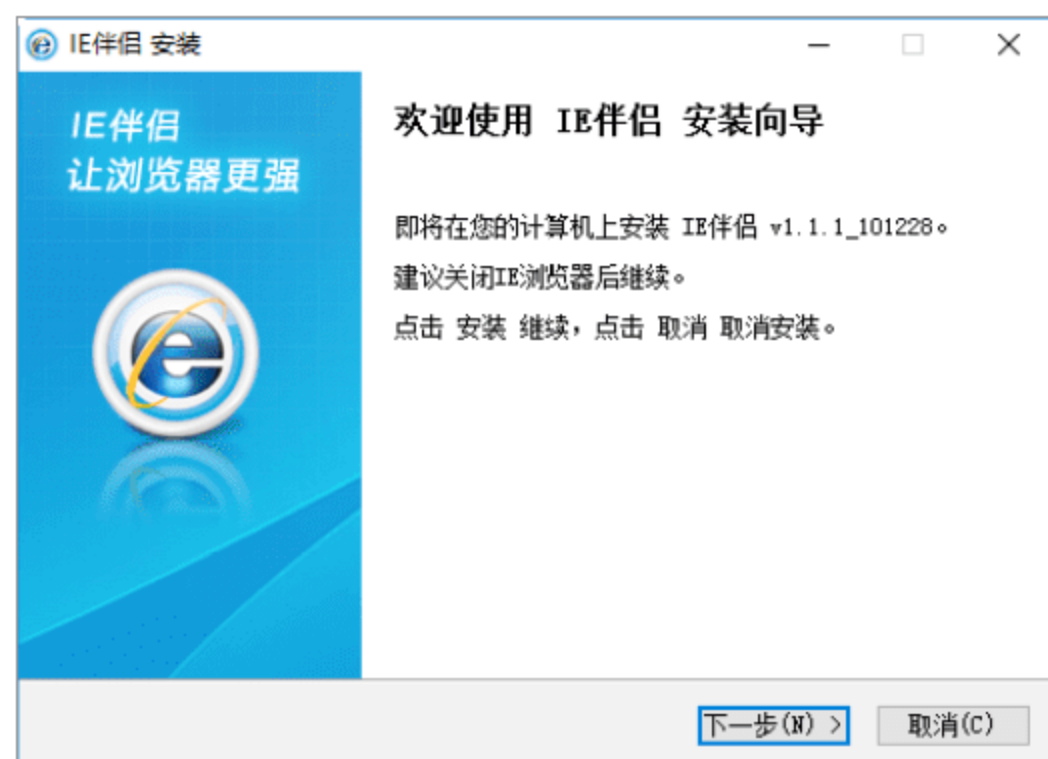 IE伴侣 安装
IE伴侣
让浏览器更强
欢迎使用 IE伴侣 安装向导
即将在您的计算机上安装 IE伴侣 v1.1.1_101228。
建议关闭IE浏览器后继续。
点击 安装 继续，点击 取消 取消安装。
下一步(N) >
取消(C)